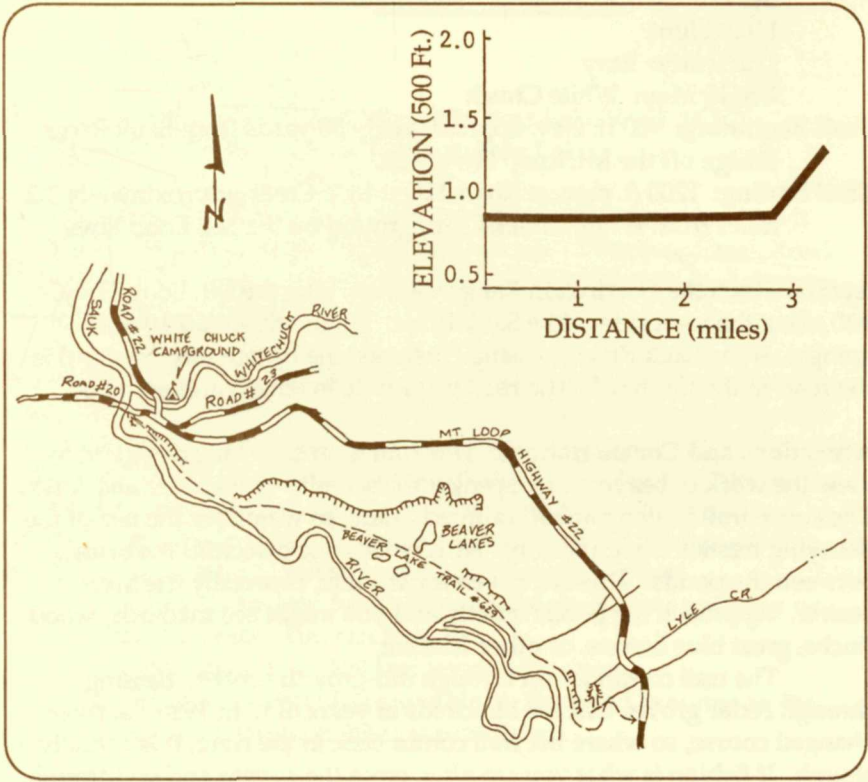 2.0
1.5
1.0
0.5
ELEVATION (500 Ft.)
1
2
3
DISTANCE (miles)
N
SAUK
ROAD #22
WHITE CHUCK
CAMPGROUND
WHITECHUCK
RIVER
ROAD #20
ROAD #23
MT LOOP
HIGHWAY #22
BEAVER
LAKES
BEAVER LAKE TRAIL #629
RIVER
LYLE CR